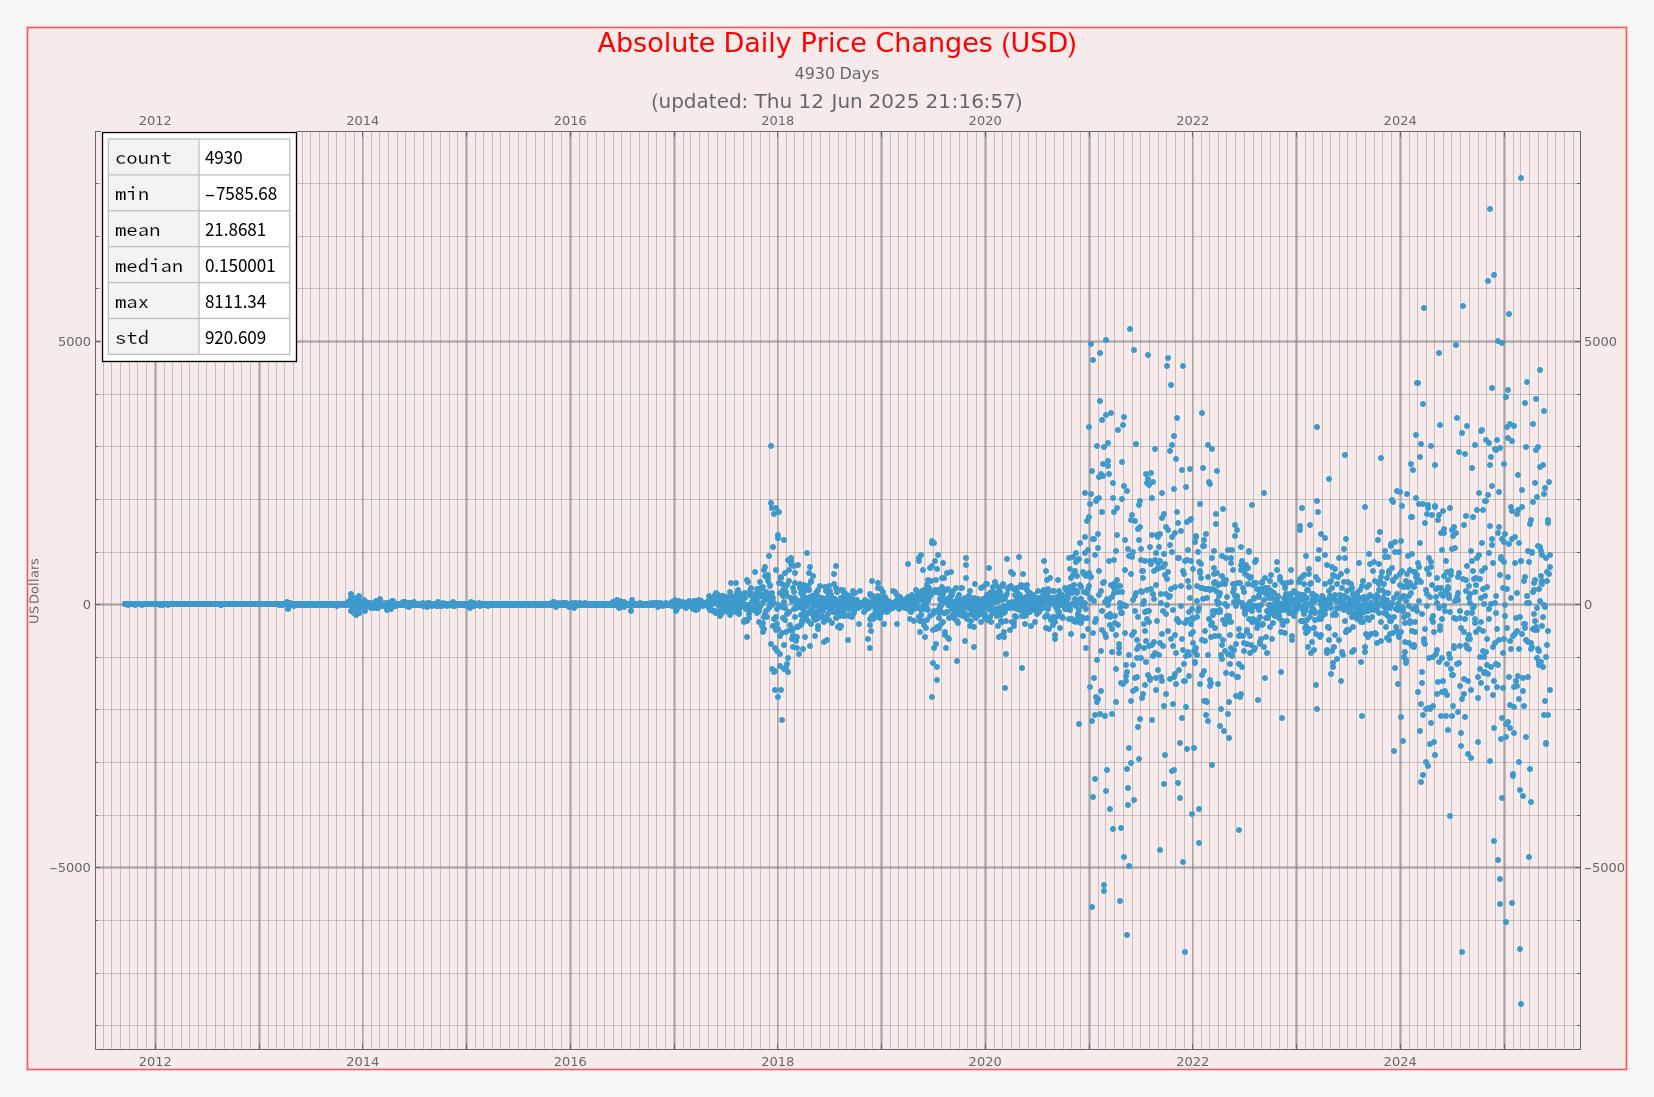 Absolute Daily Price Changes (USD)
4930 Days
(updated: Thu 12 Jun 2025 21:16:57)
2012 2014 2016 2018 2020 2022 2024
count 4930
min −7585.68
mean 21.8681
median 0.150001
max 8111.34
std 920.609
5000 5000
US Dollars
0 0
−5000 −5000
2012 2014 2016 2018 2020 2022 2024